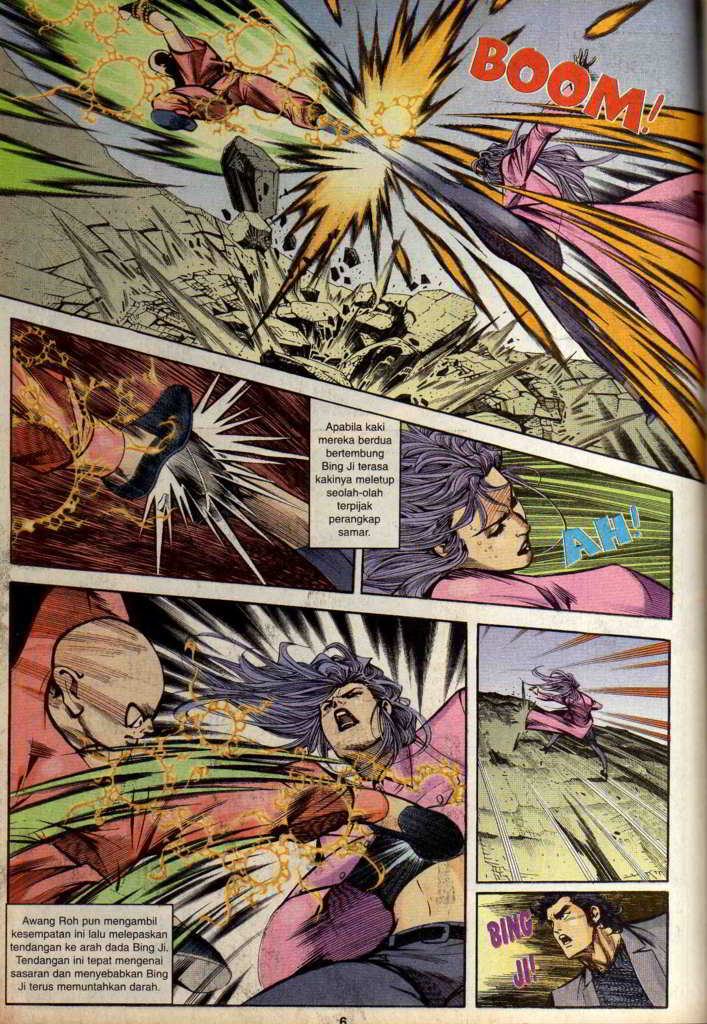 BOOM!
Apabila kaki
mereka berdua
bertembung
Bing Ji terasa
kakinya meletup
seolah-olah
terpijak
perangkap
samar.
AH!
Awang Roh pun mengambil
kesempatan ini lalu melepaskan
tendangan ke arah dada Bing Ji.
Tendangan ini tepat mengenai
sasaran dan menyebabkan Bing
Ji terus memuntahkan darah.
BING
JI!
6